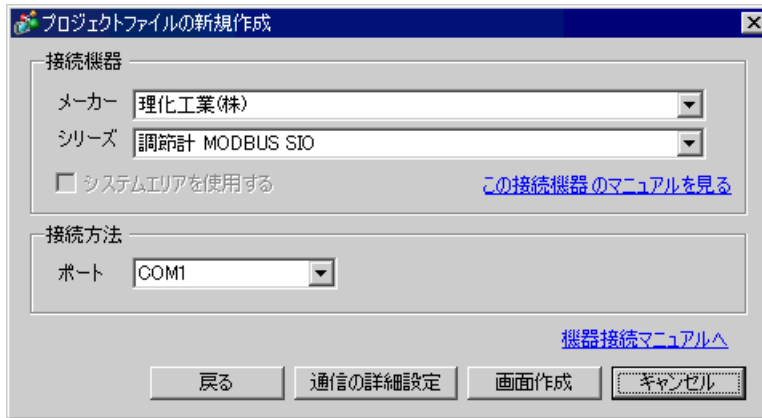 プロジェクトファイルの新規作成
接続機器
メーカー 理化工業(株)
シリーズ 調節計 MODBUS SIO
システムエリアを使用する この接続機器のマニュアルを見る
接続方法
ポート COM1
機器接続マニュアルへ
戻る 通信の詳細設定 画面作成 キャンセル